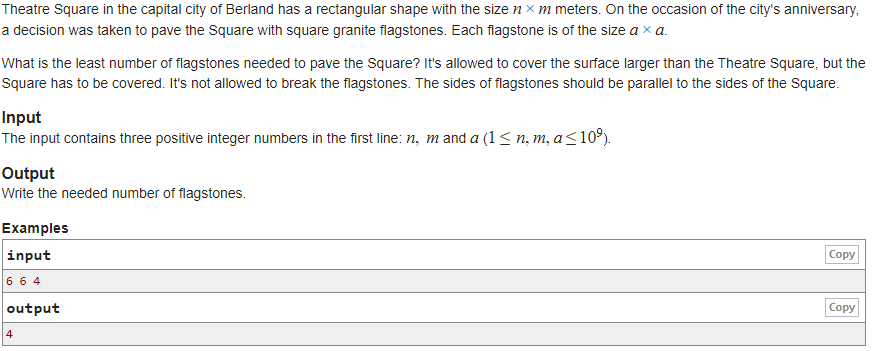 Theatre Square in the capital city of Berland has a rectangular shape with the size n × m meters. On the occasion of the city's anniversary,
a decision was taken to pave the Square with square granite flagstones. Each flagstone is of the size a × a.
What is the least number of flagstones needed to pave the Square? It's allowed to cover the surface larger than the Theatre Square, but the
Square has to be covered. It's not allowed to break the flagstones. The sides of flagstones should be parallel to the sides of the Square.
Input
The input contains three positive integer numbers in the first line: n, m and a (1 ≤ n, m, a ≤ 10⁹).
Output
Write the needed number of flagstones.
Examples
input Copy
6 6 4
output Copy
4